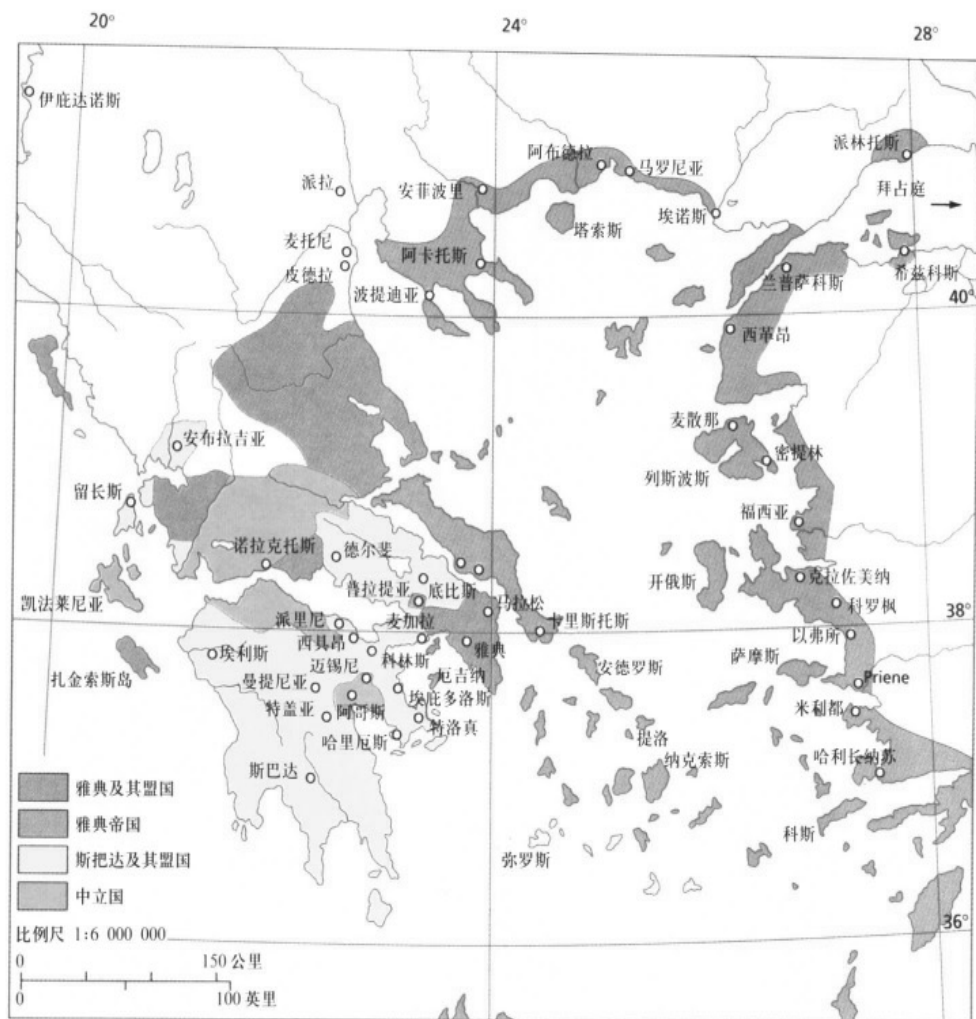 20°
24°
28°
伊庇达诺斯
派林托斯
阿布德拉
马罗尼亚
派拉
安菲波里
拜占庭
埃诺斯
塔索斯
麦托尼
阿卡托斯
皮德拉
希兹科斯
兰普萨科斯
波提迪亚
40°
西革昂
麦散那
安布拉吉亚
密提林
列斯波斯
留长斯
福西亚
诺拉克托斯
德尔斐
开俄斯
克拉佐美纳
普拉提亚
底比斯
凯法莱尼亚
马拉松
科罗枫
派里尼
麦加拉
卡里斯托斯
38°
西具昂
雅典
以弗所
埃利斯
科林斯
安德罗斯
萨摩斯
迈锡尼
厄吉纳
扎金索斯岛
曼提尼亚
埃庇多洛斯
Priene
特盖亚
阿哥斯
特洛真
米利都
哈里厄斯
提洛
斯巴达
纳克索斯
哈利长纳苏
雅典及其盟国
雅典帝国
科斯
斯把达及其盟国
弥罗斯
中立国
36°
比例尺 1:6 000 000
0 150 公里
0 100 英里